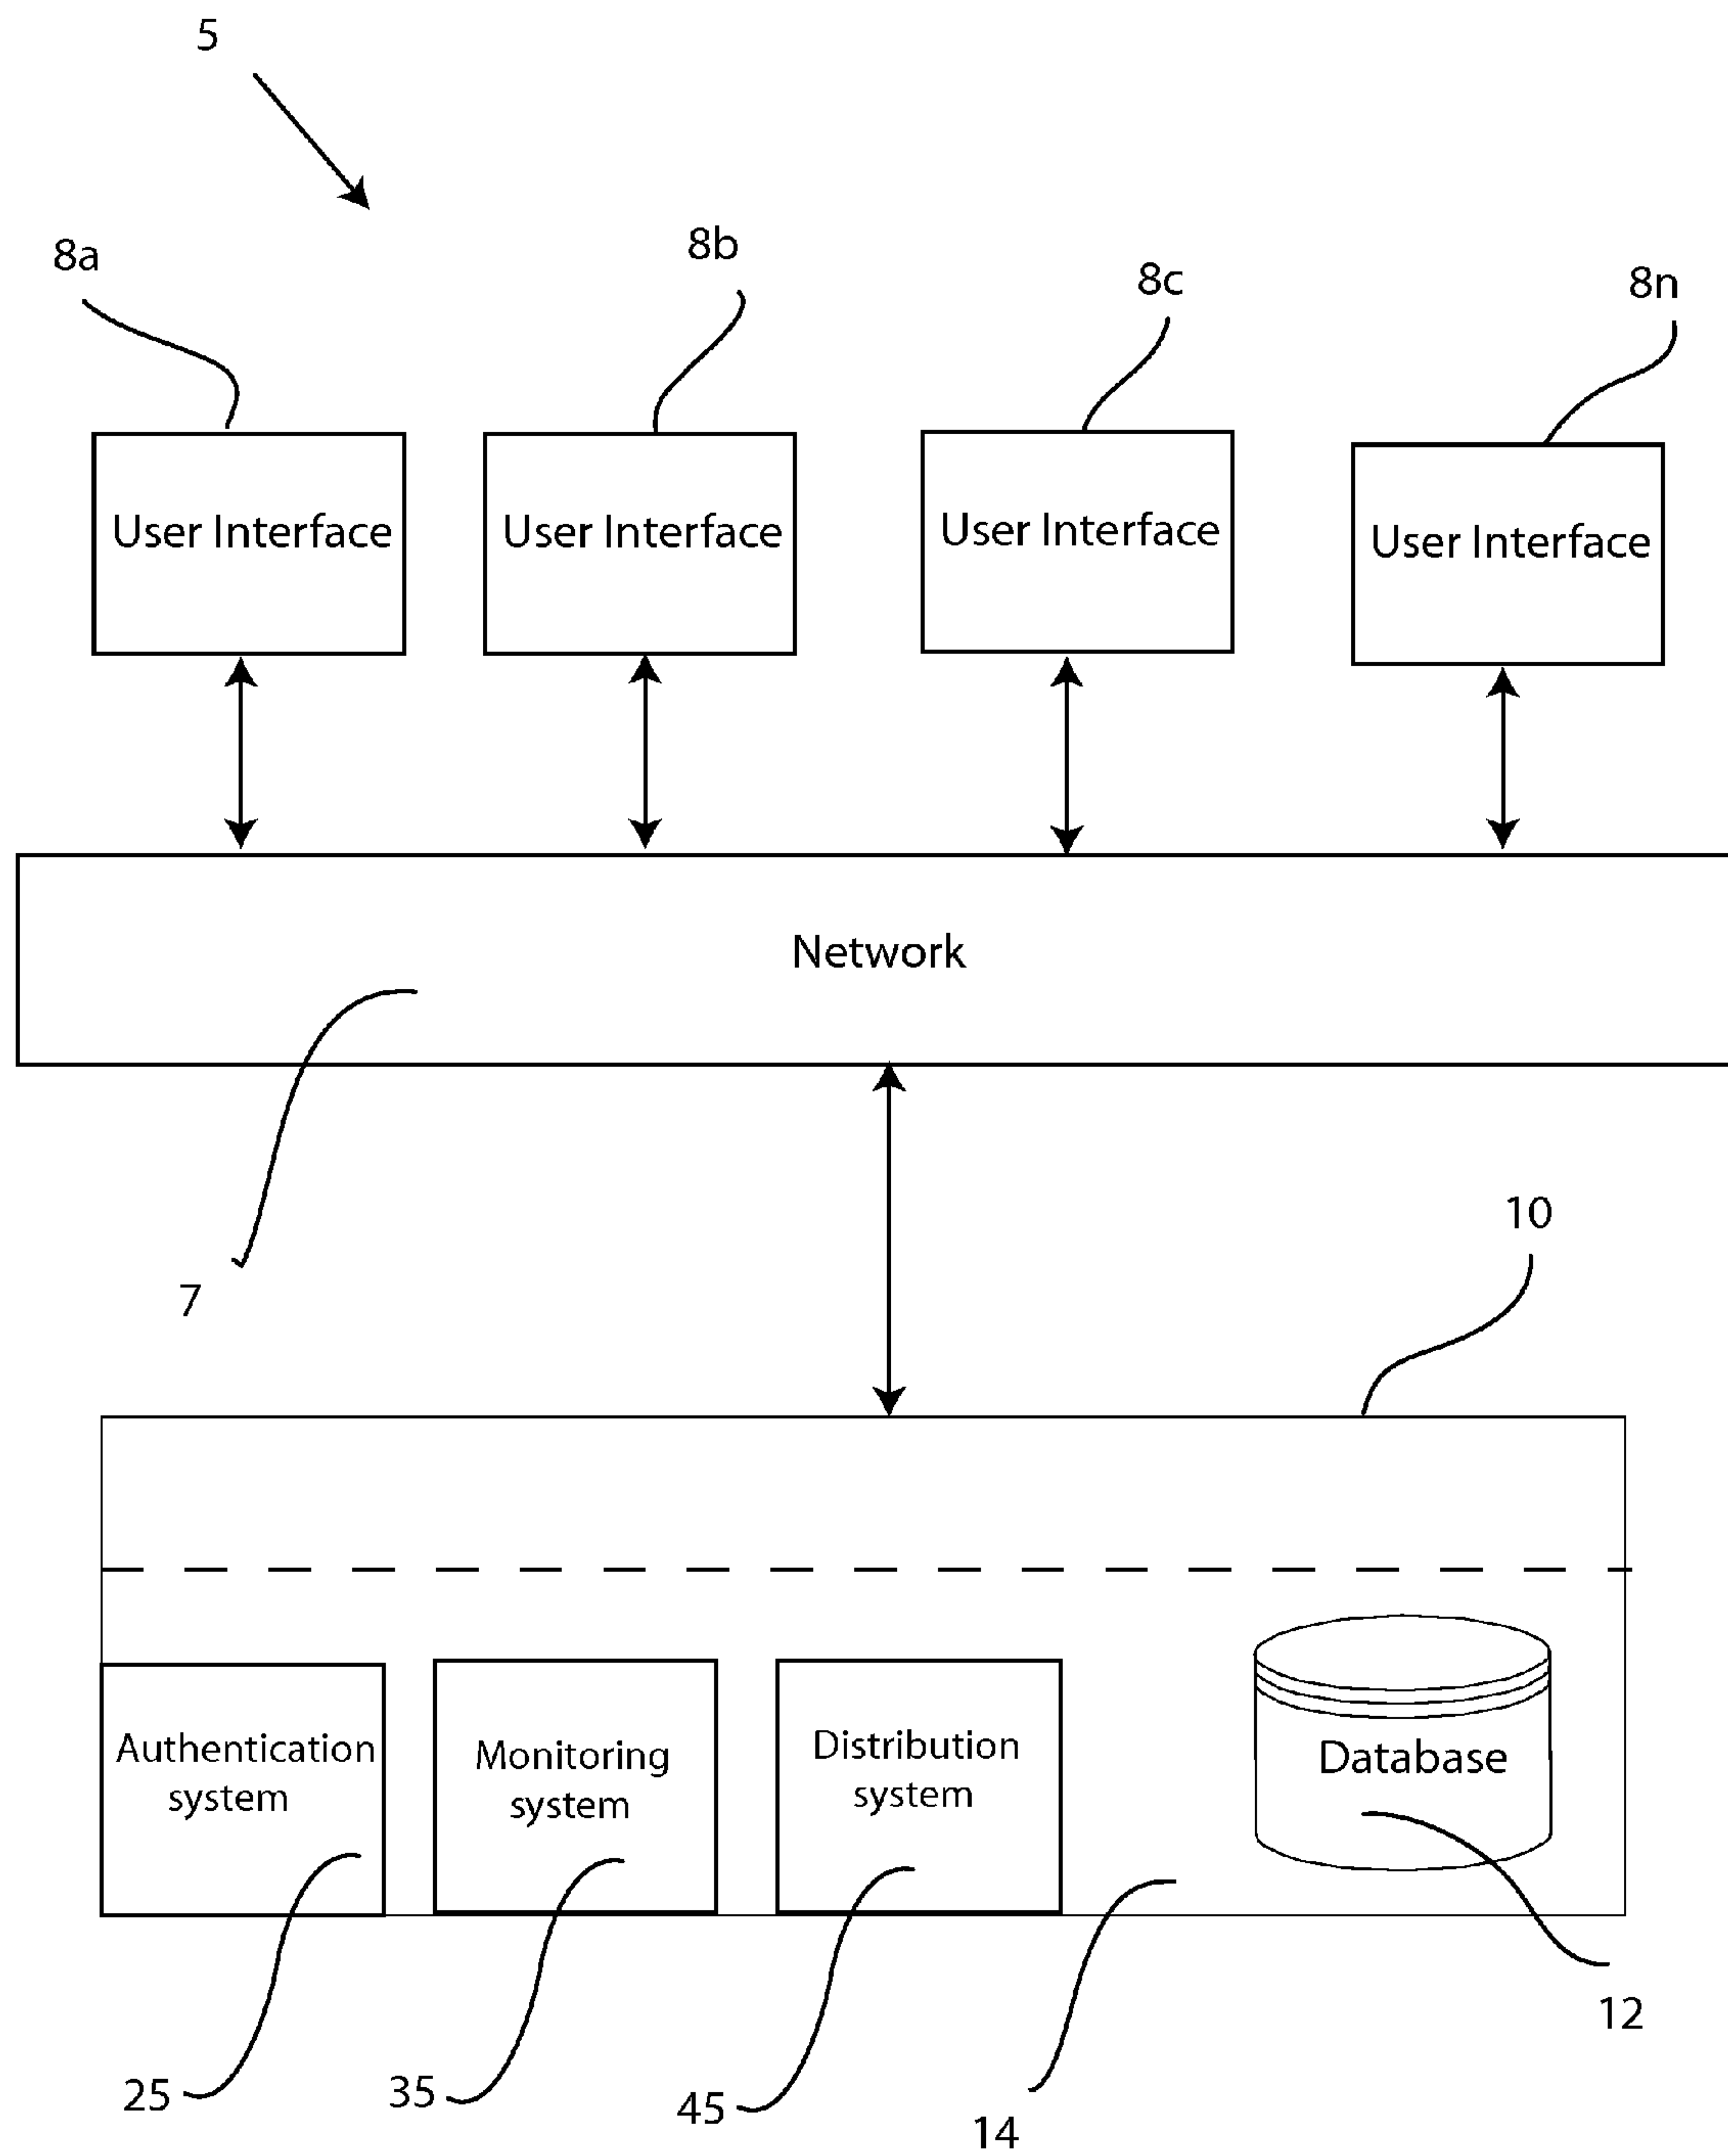 5
8a
8b
8c
8n
User Interface
User Interface
User Interface
User Interface
Network
7
10
Authentication
system
Monitoring
system
Distribution
system
Database
25
35
45
14
12